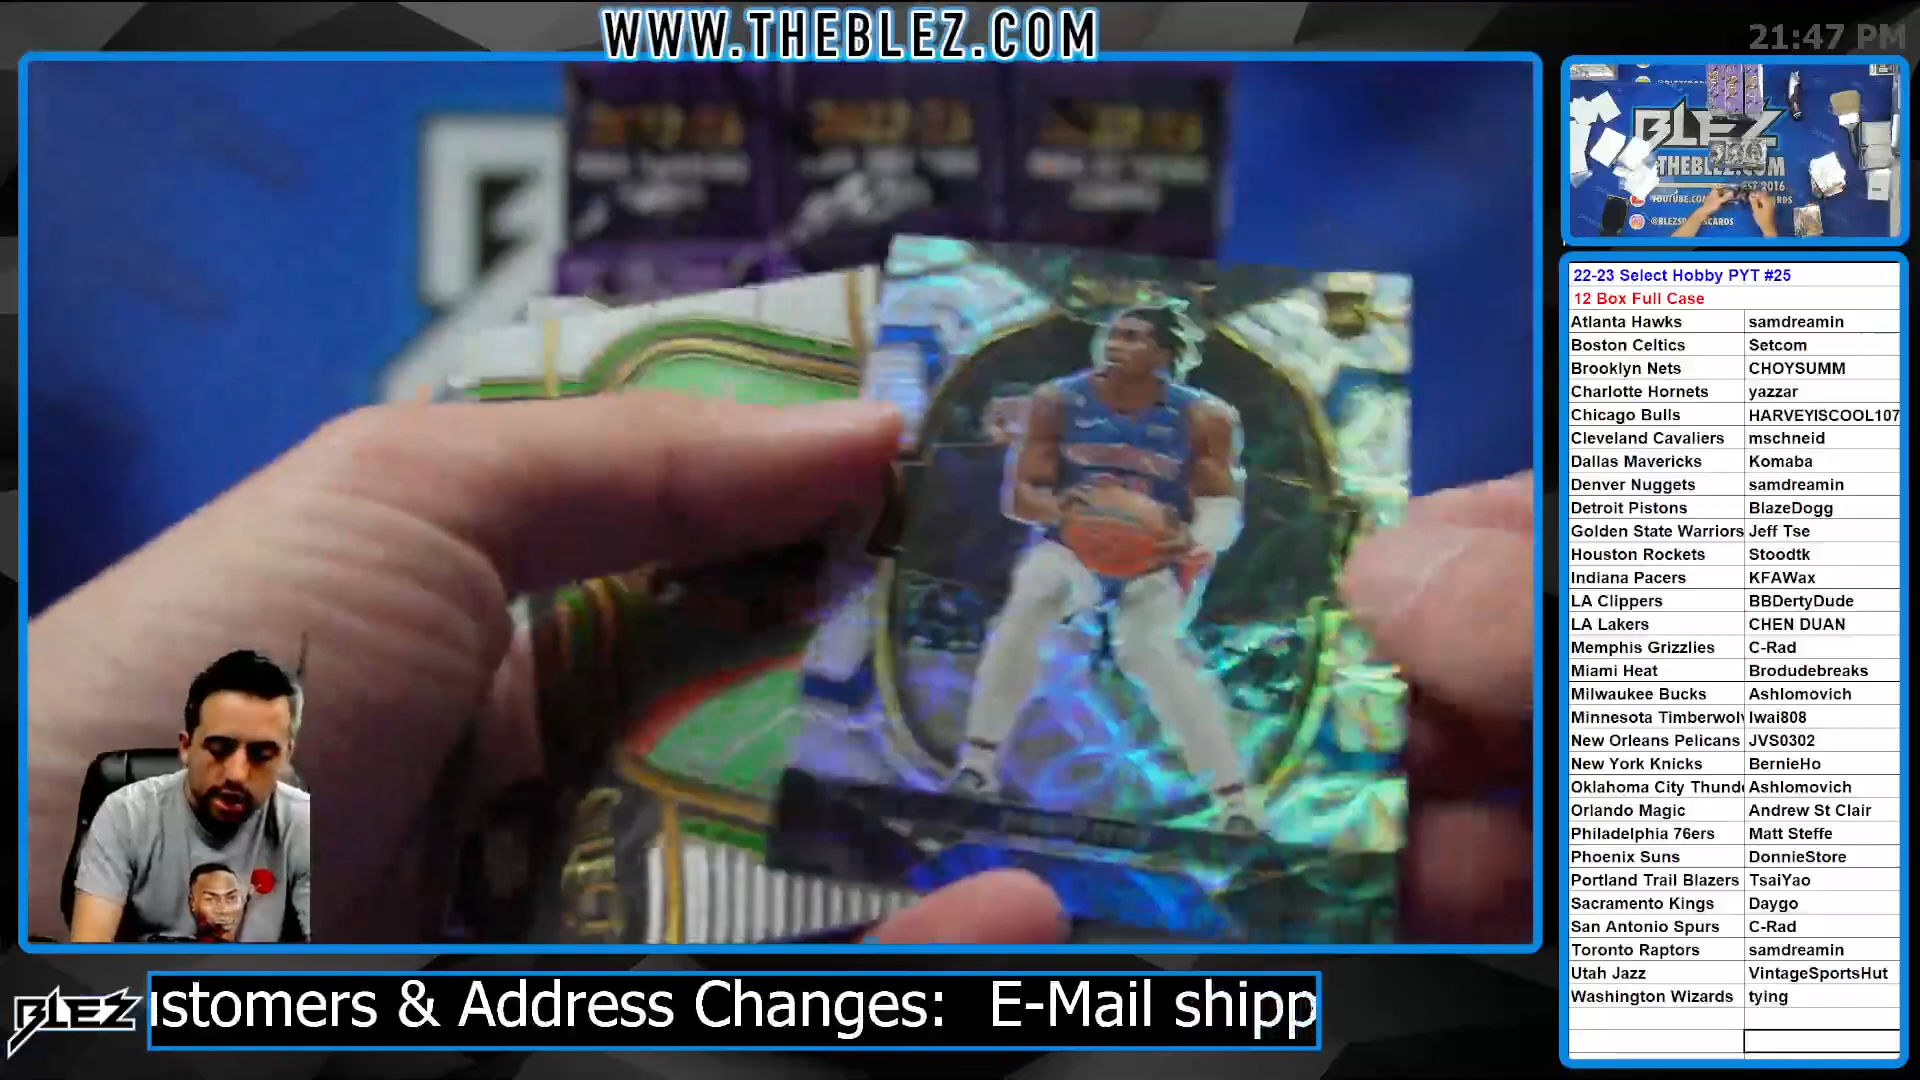 WWW.THEBLEZ.COM
21:47 PM
BLEZ
THEBLEZ.COM
EST 2016
22-23 Select Hobby PYT #25
12 Box Full Case
Atlanta Hawks samdreamin
Boston Celtics Setcom
Brooklyn Nets CHOYSUMM
Charlotte Hornets yazzar
Chicago Bulls HARVEYISCOOL107
Cleveland Cavaliers mschneid
Dallas Mavericks Komaba
Denver Nuggets samdreamin
Detroit Pistons BlazeDogg
Golden State Warriors Jeff Tse
Houston Rockets Stoodtk
Indiana Pacers KFAWax
LA Clippers BBDertyDude
LA Lakers CHEN DUAN
Memphis Grizzlies C-Rad
Miami Heat Brodudebreaks
Milwaukee Bucks Ashlomovich
Minnesota Timberwol Iwai808
New Orleans Pelicans JVS0302
New York Knicks BernieHo
Oklahoma City Thund Ashlomovich
Orlando Magic Andrew St Clair
Philadelphia 76ers Matt Steffe
Phoenix Suns DonnieStore
Portland Trail Blazers TsaiYao
Sacramento Kings Daygo
San Antonio Spurs C-Rad
Toronto Raptors samdreamin
Utah Jazz VintageSportsHut
Washington Wizards tying
BLEZ
ustomers & Address Changes: E-Mail shipp